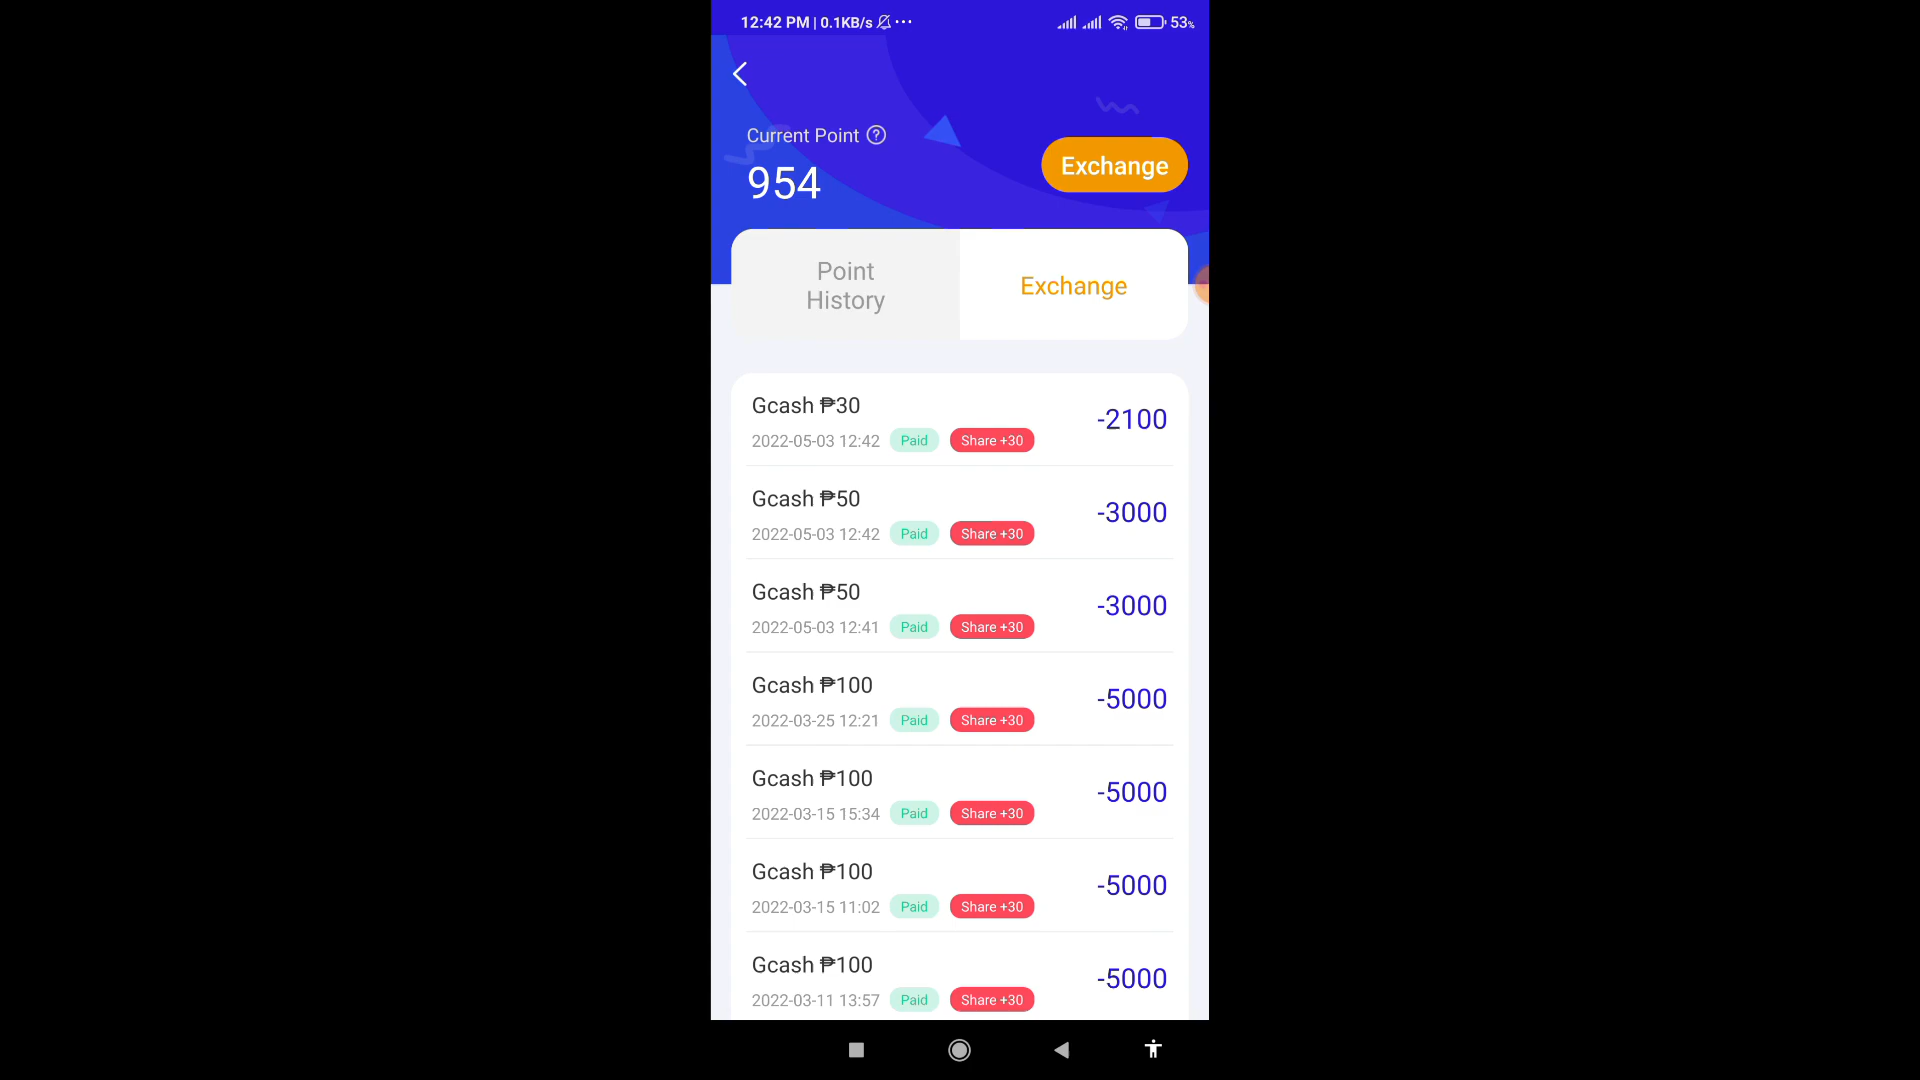 12:42 PM | 0.1KB/s ... 53%
Current Point ?
954
Exchange
Point
History
Exchange
Gcash ₱30
2022-05-03 12:42 Paid Share +30
-2100
Gcash ₱50
2022-05-03 12:42 Paid Share +30
-3000
Gcash ₱50
2022-05-03 12:41 Paid Share +30
-3000
Gcash ₱100
2022-03-25 12:21 Paid Share +30
-5000
Gcash ₱100
2022-03-15 15:34 Paid Share +30
-5000
Gcash ₱100
2022-03-15 11:02 Paid Share +30
-5000
Gcash ₱100
2022-03-11 13:57 Paid Share +30
-5000